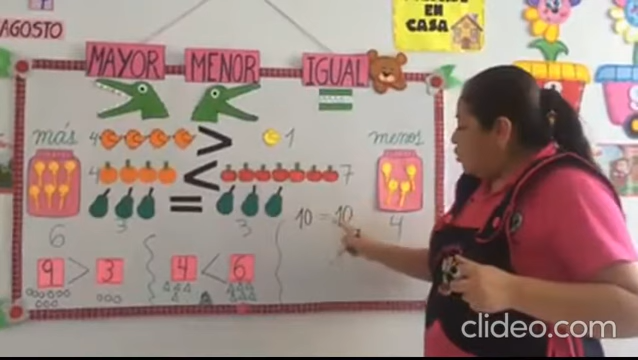 EN
CASA
AGOSTO
MAYOR MENOR IGUAL
más 4 > 1 menos
4 < 7
3 = 3
6 4
10 = 10
9 > 3 4 < 6
clideo.com